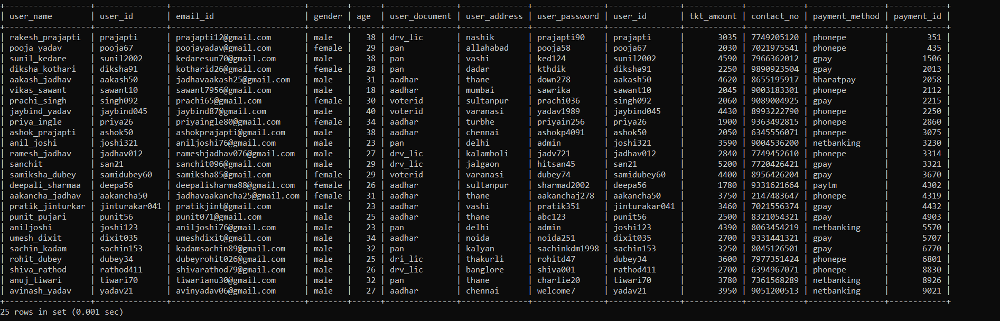 | user_name | user_id | email_id | gender | age | user_document | user_address | user_password | user_id | tkt_amount | contact_no | payment_method | payment_id |
| rakesh_prajapti | prajapti | prajapti12@gmail.com | male | 38 | drv_lic | nashik | prajapti90 | prajapti | 3035 | 7749205120 | phonepe | 351 |
| pooja_yadav | pooja67 | poojayadav@gmail.com | female | 29 | pan | allahabad | pooja58 | pooja67 | 2030 | 7021975541 | phonepe | 435 |
| sunil_kedare | sunil2002 | kedaresun70@gmail.com | male | 38 | pan | vashi | ked124 | sunil2002 | 4590 | 7966362012 | gpay | 1506 |
| diksha_kothari | diksha91 | kotharid26@gmail.com | female | 28 | pan | dadar | kthdik | diksha91 | 2250 | 9890923504 | gpay | 2013 |
| aakash_jadhav | aakash50 | jadhavaakash25@gmail.com | male | 31 | aadhar | thane | down278 | aakash50 | 4620 | 8655195917 | bharatpay | 2058 |
| vikas_sawant | sawant10 | sawant7956@gmail.com | male | 18 | aadhar | mumbai | sawrika | sawant10 | 2045 | 9003183301 | phonepe | 2112 |
| prachi_singh | singh092 | prachi65@gmail.com | female | 30 | voterid | sultanpur | prachi036 | singh092 | 2060 | 9089004925 | gpay | 2215 |
| jaybind_yadav | jaybind045 | jaybind87@gmail.com | male | 40 | voterid | varanasi | yadav1989 | jaybind045 | 4430 | 8993222790 | phonepe | 2250 |
| priya_ingle | priya26 | priyaingle80@gmail.com | female | 34 | aadhar | turbhe | priyain256 | priya26 | 1900 | 9363492815 | phonepe | 2860 |
| ashok_prajapti | ashok50 | ashokprajapti@gmail.com | male | 38 | aadhar | chennai | ashokp4091 | ashok50 | 2050 | 6345556071 | phonepe | 3075 |
| anil_joshi | joshi321 | aniljoshi76@gmail.com | male | 23 | pan | delhi | admin | joshi321 | 3590 | 9004536200 | netbanking | 3230 |
| ramesh_jadhav | jadhav012 | rameshjadhav076@gmail.com | male | 27 | drv_lic | kalamboli | jadv721 | jadhav012 | 2840 | 7749452610 | phonepe | 3314 |
| sanchit | san21 | sanchit096@gmail.com | male | 29 | drv_lic | jalgaon | hitsan45 | san21 | 5200 | 7720426421 | gpay | 3321 |
| samiksha_dubey | samidubey60 | samiksha85@gmail.com | female | 29 | voterid | varanasi | dubey74 | samidubey60 | 4400 | 8956426204 | gpay | 3670 |
| deepali_sharmaa | deepa56 | deepalisharma88@gmail.com | female | 26 | aadhar | sultanpur | sharmad2002 | deepa56 | 1780 | 9331621664 | paytm | 4302 |
| aakancha_jadhav | aakancha50 | jadhavaakancha25@gmail.com | female | 31 | aadhar | thane | aakanchaj278 | aakancha50 | 3750 | 2147483647 | phonepe | 4319 |
| pratik_jinturkar | jinturakar041 | pratikjint@gmail.com | male | 23 | aadhar | vashi | pratik351 | jinturakar041 | 3460 | 7021556374 | gpay | 4432 |
| punit_pujari | punit56 | punit071@gmail.com | male | 25 | aadhar | thane | abc123 | punit56 | 2500 | 8321054321 | gpay | 4903 |
| aniljoshi | joshi123 | aniljoshi76@gmail.com | male | 23 | pan | delhi | admin | joshi123 | 4390 | 8063454219 | netbanking | 5570 |
| umesh_dixit | dixit035 | umeshdixit@gmail.com | male | 34 | aadhar | noida | noida251 | dixit035 | 2700 | 9331441321 | gpay | 5707 |
| sachin_kadam | sachin153 | kadamsachin89@gmail.com | male | 32 | pan | kalyan | sachinkdm1998 | sachin153 | 3250 | 8045126501 | gpay | 6770 |
| rohit_dubey | dubey34 | dubeyrohit026@gmail.com | male | 25 | dri_lic | thakurli | rohitd47 | dubey34 | 3600 | 7977351424 | phonepe | 6801 |
| shiva_rathod | rathod411 | shivarathod79@gmail.com | male | 26 | drv_lic | banglore | shiva001 | rathod411 | 2700 | 6394967071 | phonepe | 8830 |
| anuj_tiwari | tiwari70 | tiwarianu30@gmail.com | male | 32 | pan | thane | charlie20 | tiwari70 | 3780 | 7361568289 | netbanking | 8926 |
| avinash_yadav | yadav21 | avinyadav06@gmail.com | male | 27 | aadhar | chennai | welcome7 | yadav21 | 3950 | 9051200513 | netbanking | 9021 |
25 rows in set (0.001 sec)